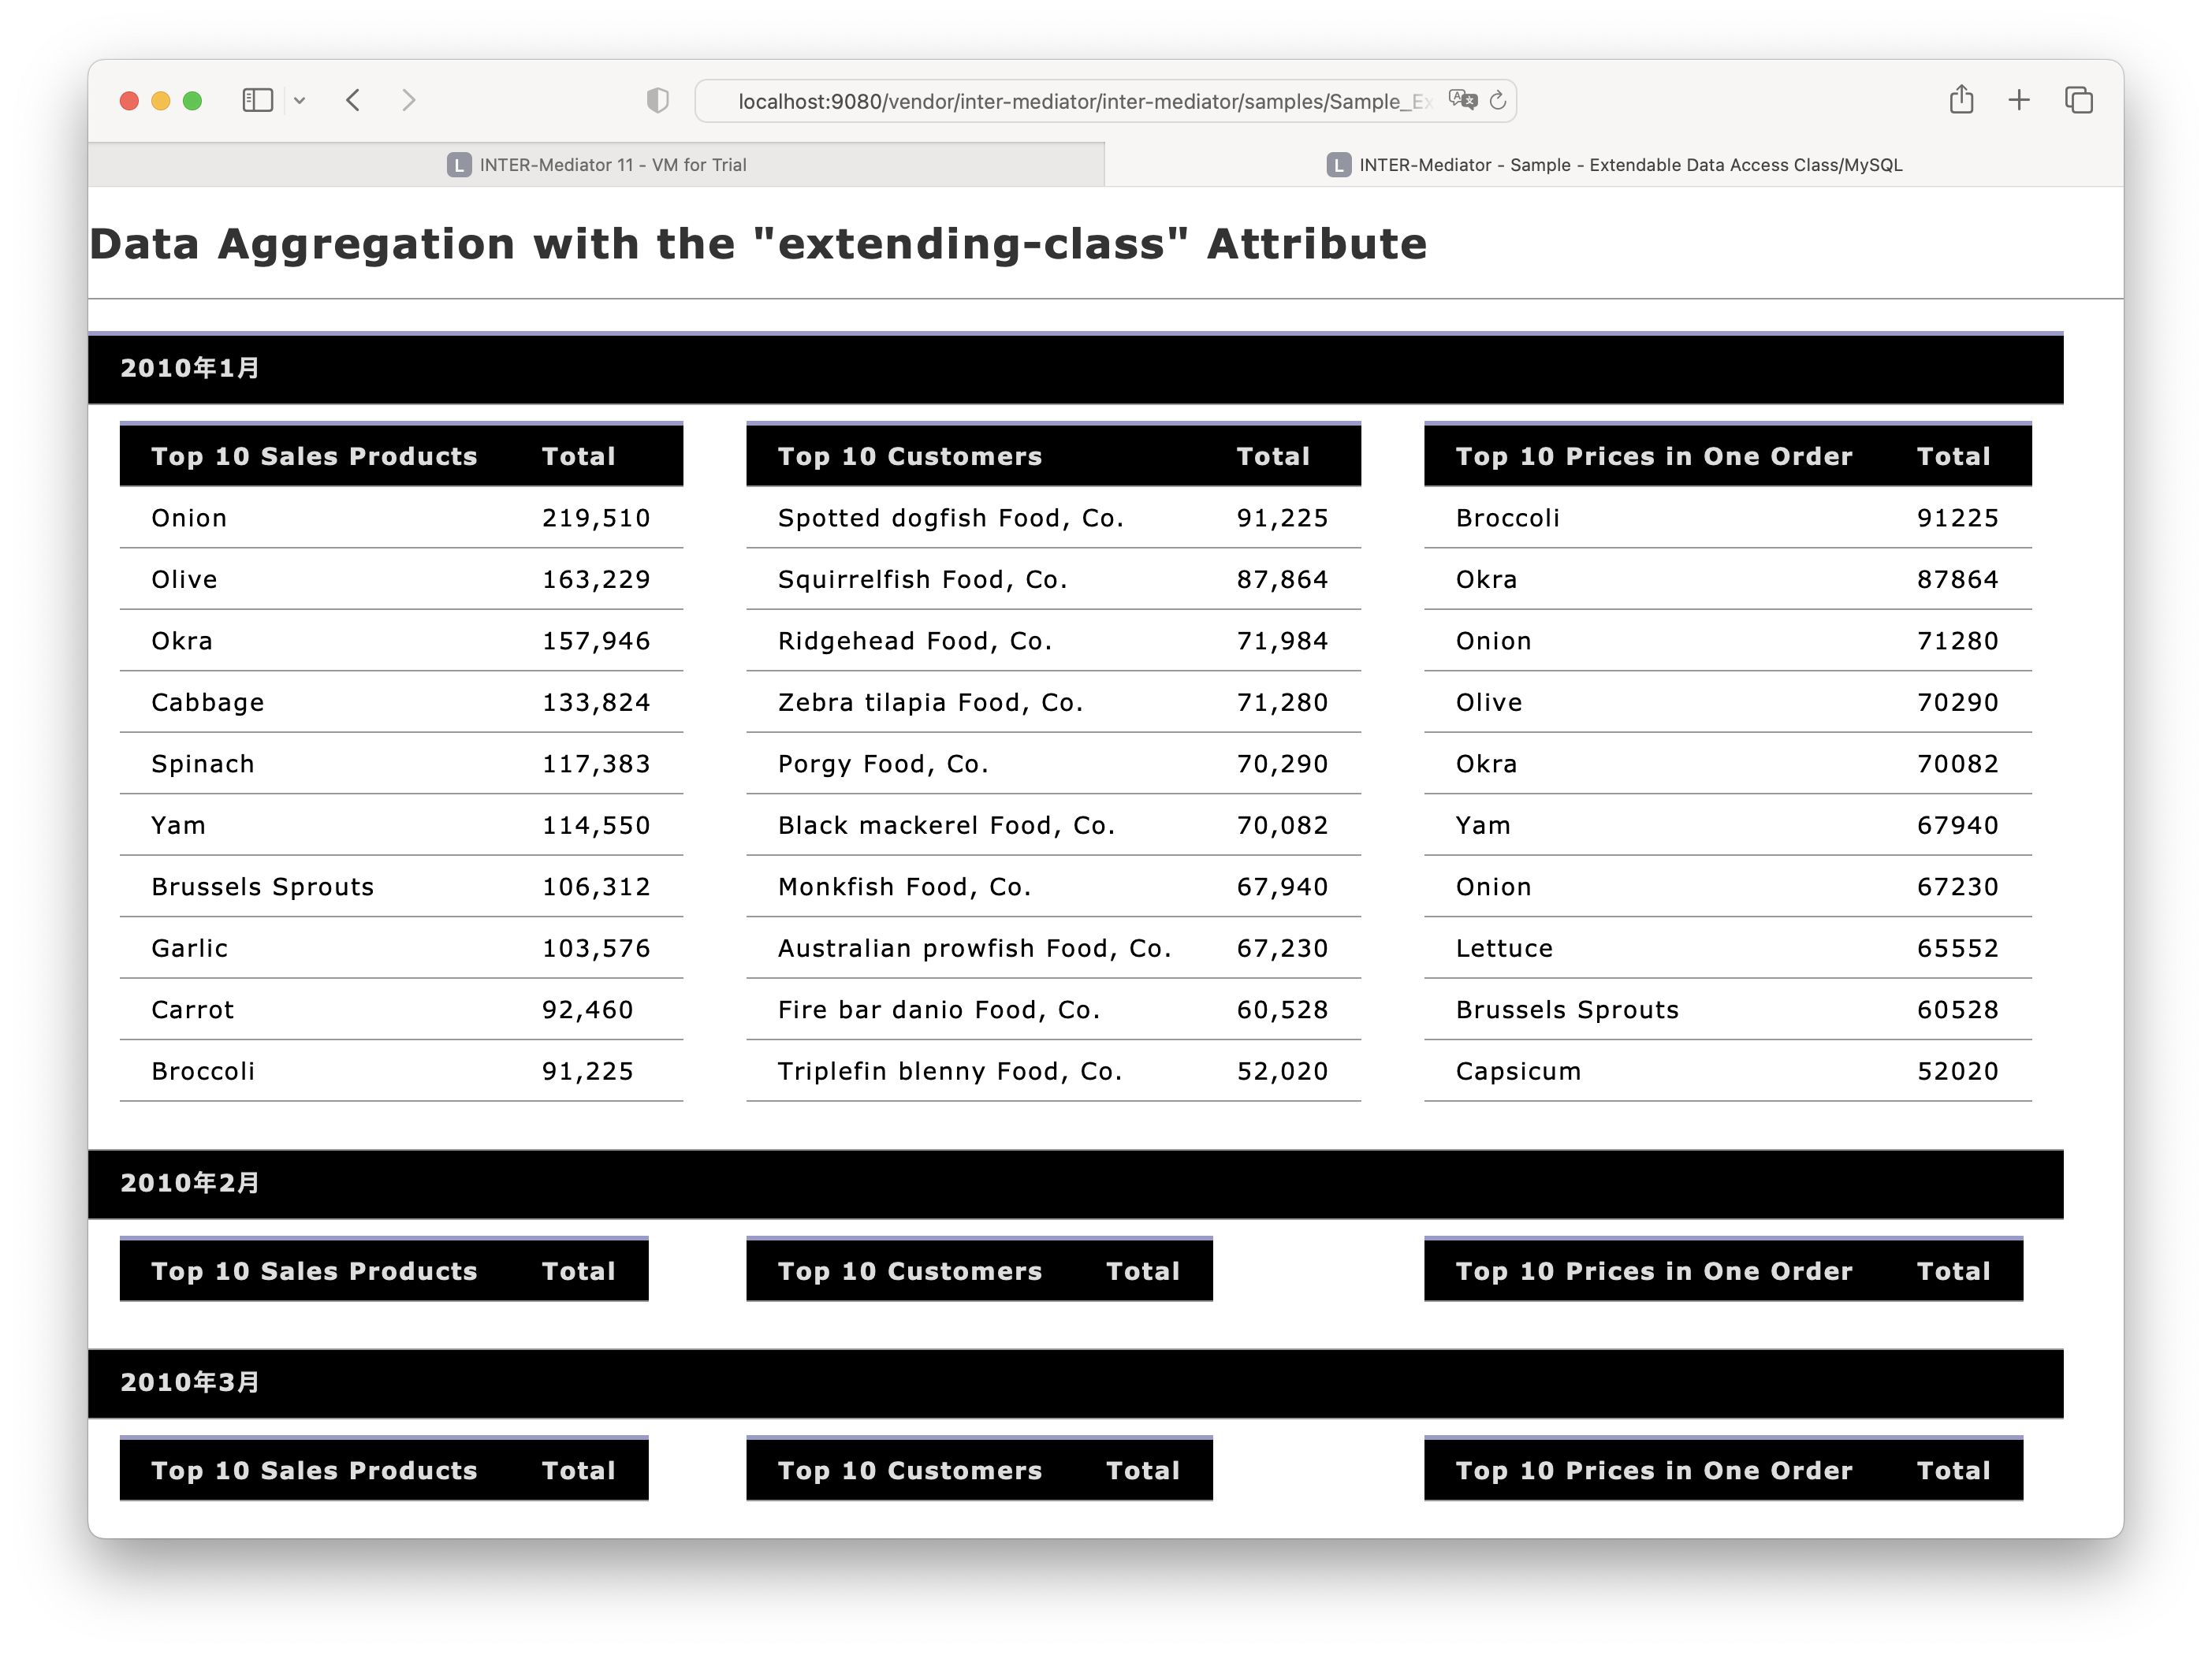 localhost:9080/vendor/inter-mediator/inter-mediator/samples/Sample_Ex
INTER-Mediator 11 - VM for Trial
INTER-Mediator - Sample - Extendable Data Access Class/MySQL
Data Aggregation with the "extending-class" Attribute
2010年1月
Top 10 Sales Products Total
Onion 219,510
Olive 163,229
Okra 157,946
Cabbage 133,824
Spinach 117,383
Yam 114,550
Brussels Sprouts 106,312
Garlic 103,576
Carrot 92,460
Broccoli 91,225
Top 10 Customers Total
Spotted dogfish Food, Co. 91,225
Squirrelfish Food, Co. 87,864
Ridgehead Food, Co. 71,984
Zebra tilapia Food, Co. 71,280
Porgy Food, Co. 70,290
Black mackerel Food, Co. 70,082
Monkfish Food, Co. 67,940
Australian prowfish Food, Co. 67,230
Fire bar danio Food, Co. 60,528
Triplefin blenny Food, Co. 52,020
Top 10 Prices in One Order Total
Broccoli 91225
Okra 87864
Onion 71280
Olive 70290
Okra 70082
Yam 67940
Onion 67230
Lettuce 65552
Brussels Sprouts 60528
Capsicum 52020
2010年2月
Top 10 Sales Products Total
Top 10 Customers Total
Top 10 Prices in One Order Total
2010年3月
Top 10 Sales Products Total
Top 10 Customers Total
Top 10 Prices in One Order Total